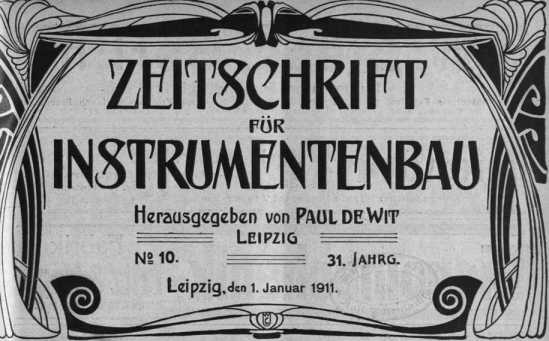 ZEITSCHRIFT
FÜR
INSTRUMENTENBAU
Herausgegeben von PAUL DE WIT
LEIPZIG
No 10. 31. JAHRG.
Leipzig, den 1. Januar 1911.